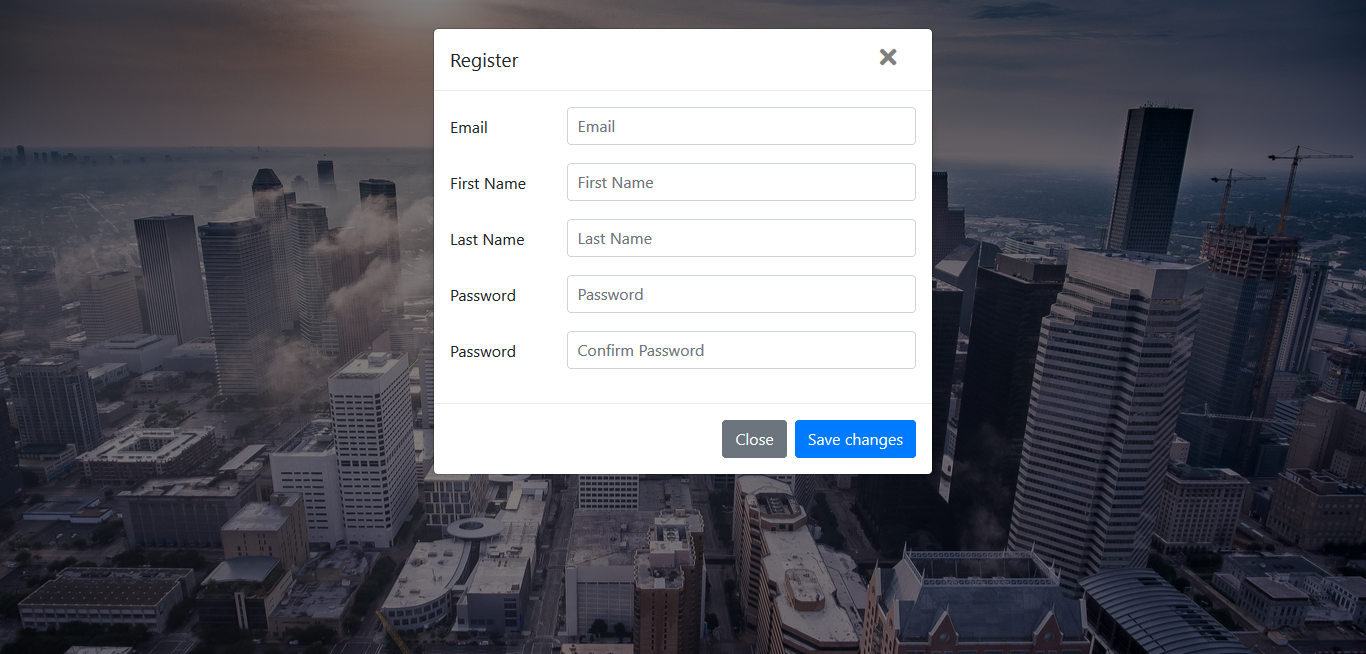 Register
Email Email
First Name First Name
Last Name Last Name
Password Password
Password Confirm Password
Close Save changes